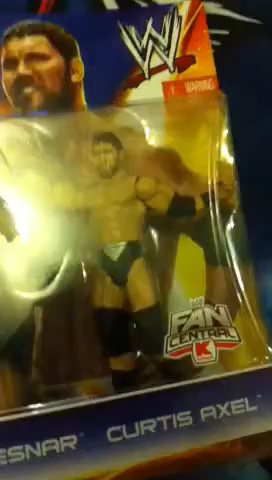 W
WARNING
FAN
CENTRAL
K
ESNAR™ CURTIS AXEL™